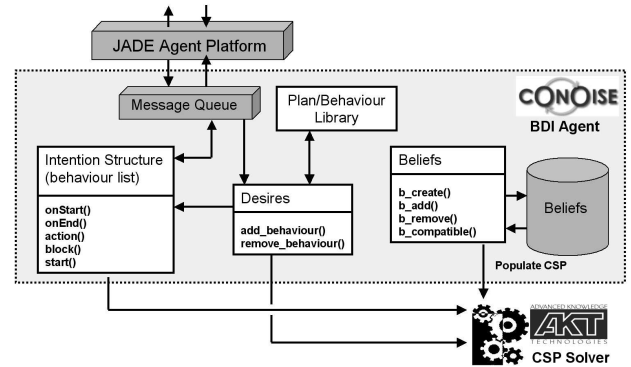 JADE Agent Platform
Message Queue
Plan/Behaviour
Library
CONOISE
BDI Agent
Intention Structure
(behaviour list)
onStart()
onEnd()
action()
block()
start()
Desires
add_behaviour()
remove_behaviour()
Beliefs
b_create()
b_add()
b_remove()
b_compatible()
Beliefs
Populate CSP
ADVANCED KNOWLEDGE
AKT
TECHNOLOGIES
CSP Solver